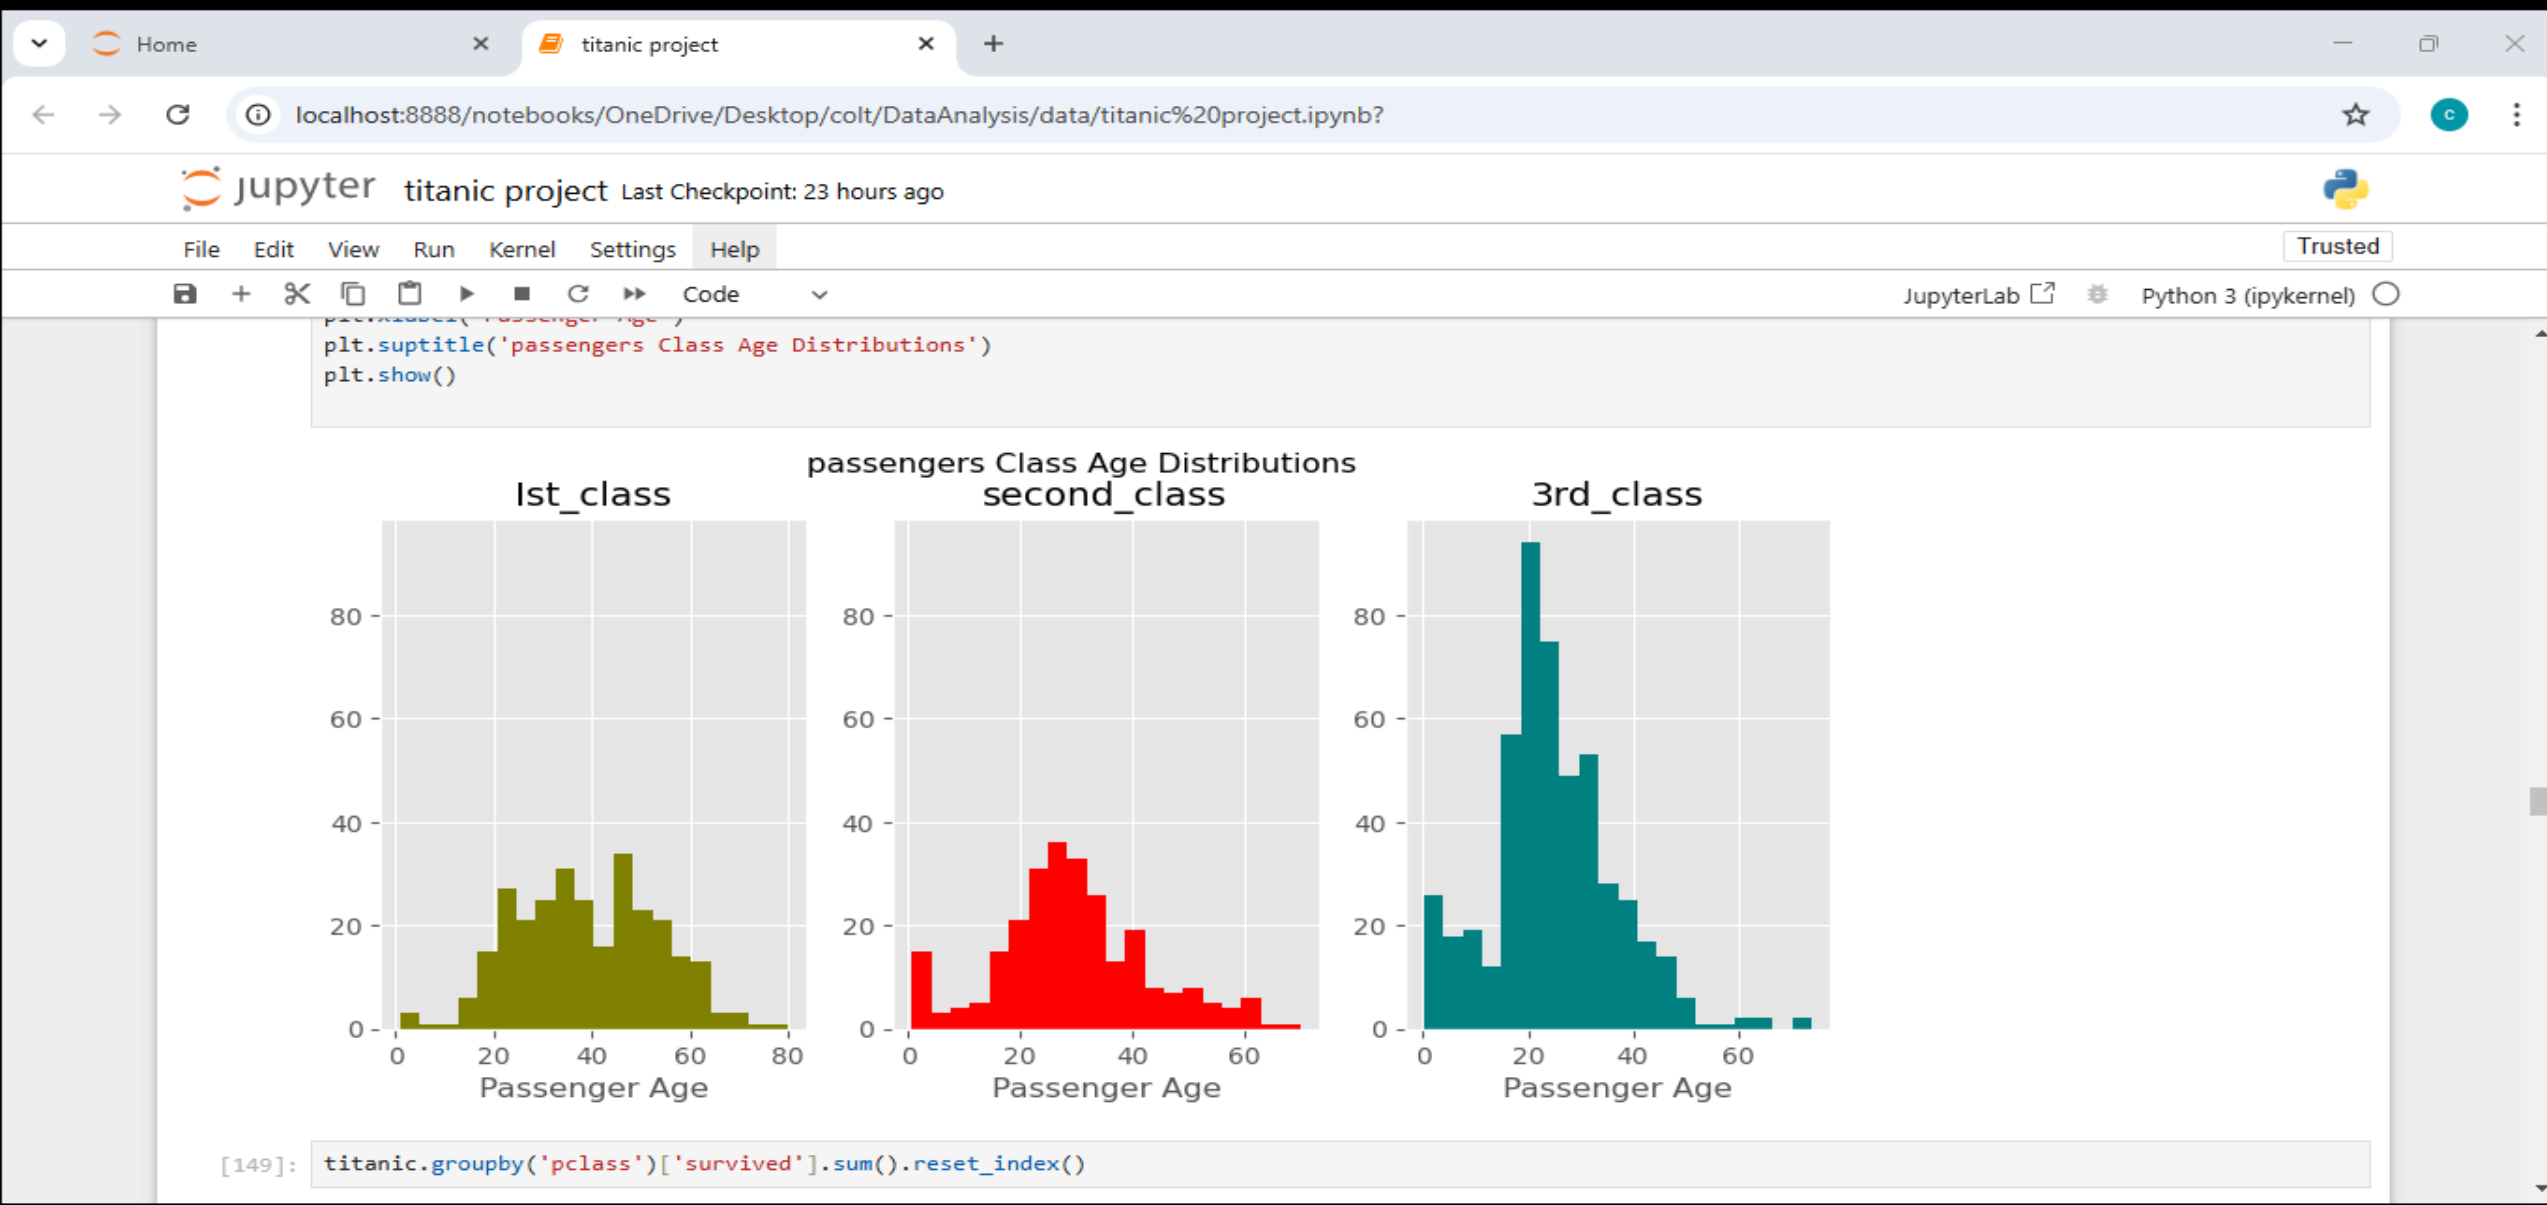 Home
titanic project
localhost:8888/notebooks/OneDrive/Desktop/colt/DataAnalysis/data/titanic%20project.ipynb?
C
jupyter titanic project Last Checkpoint: 23 hours ago
File Edit View Run Kernel Settings Help
Trusted
Code
JupyterLab
Python 3 (ipykernel)
plt.xlabel('Passenger Age')
plt.suptitle('passengers Class Age Distributions')
plt.show()
passengers Class Age Distributions
Ist_class second_class 3rd_class
80 80 80
60 60 60
40 40 40
20 20 20
0 0 0
0 20 40 60 80 0 20 40 60 0 20 40 60
Passenger Age Passenger Age Passenger Age
[149]: titanic.groupby('pclass')['survived'].sum().reset_index()